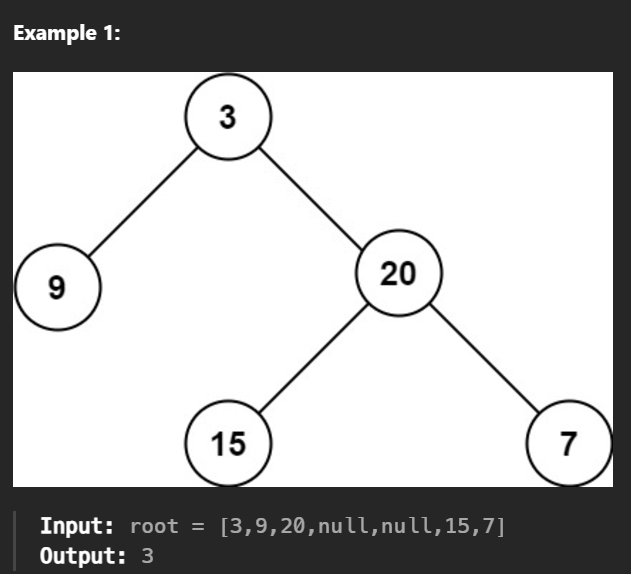 Example 1:
3
9
20
15
7
Input: root = [3,9,20,null,null,15,7]
Output: 3